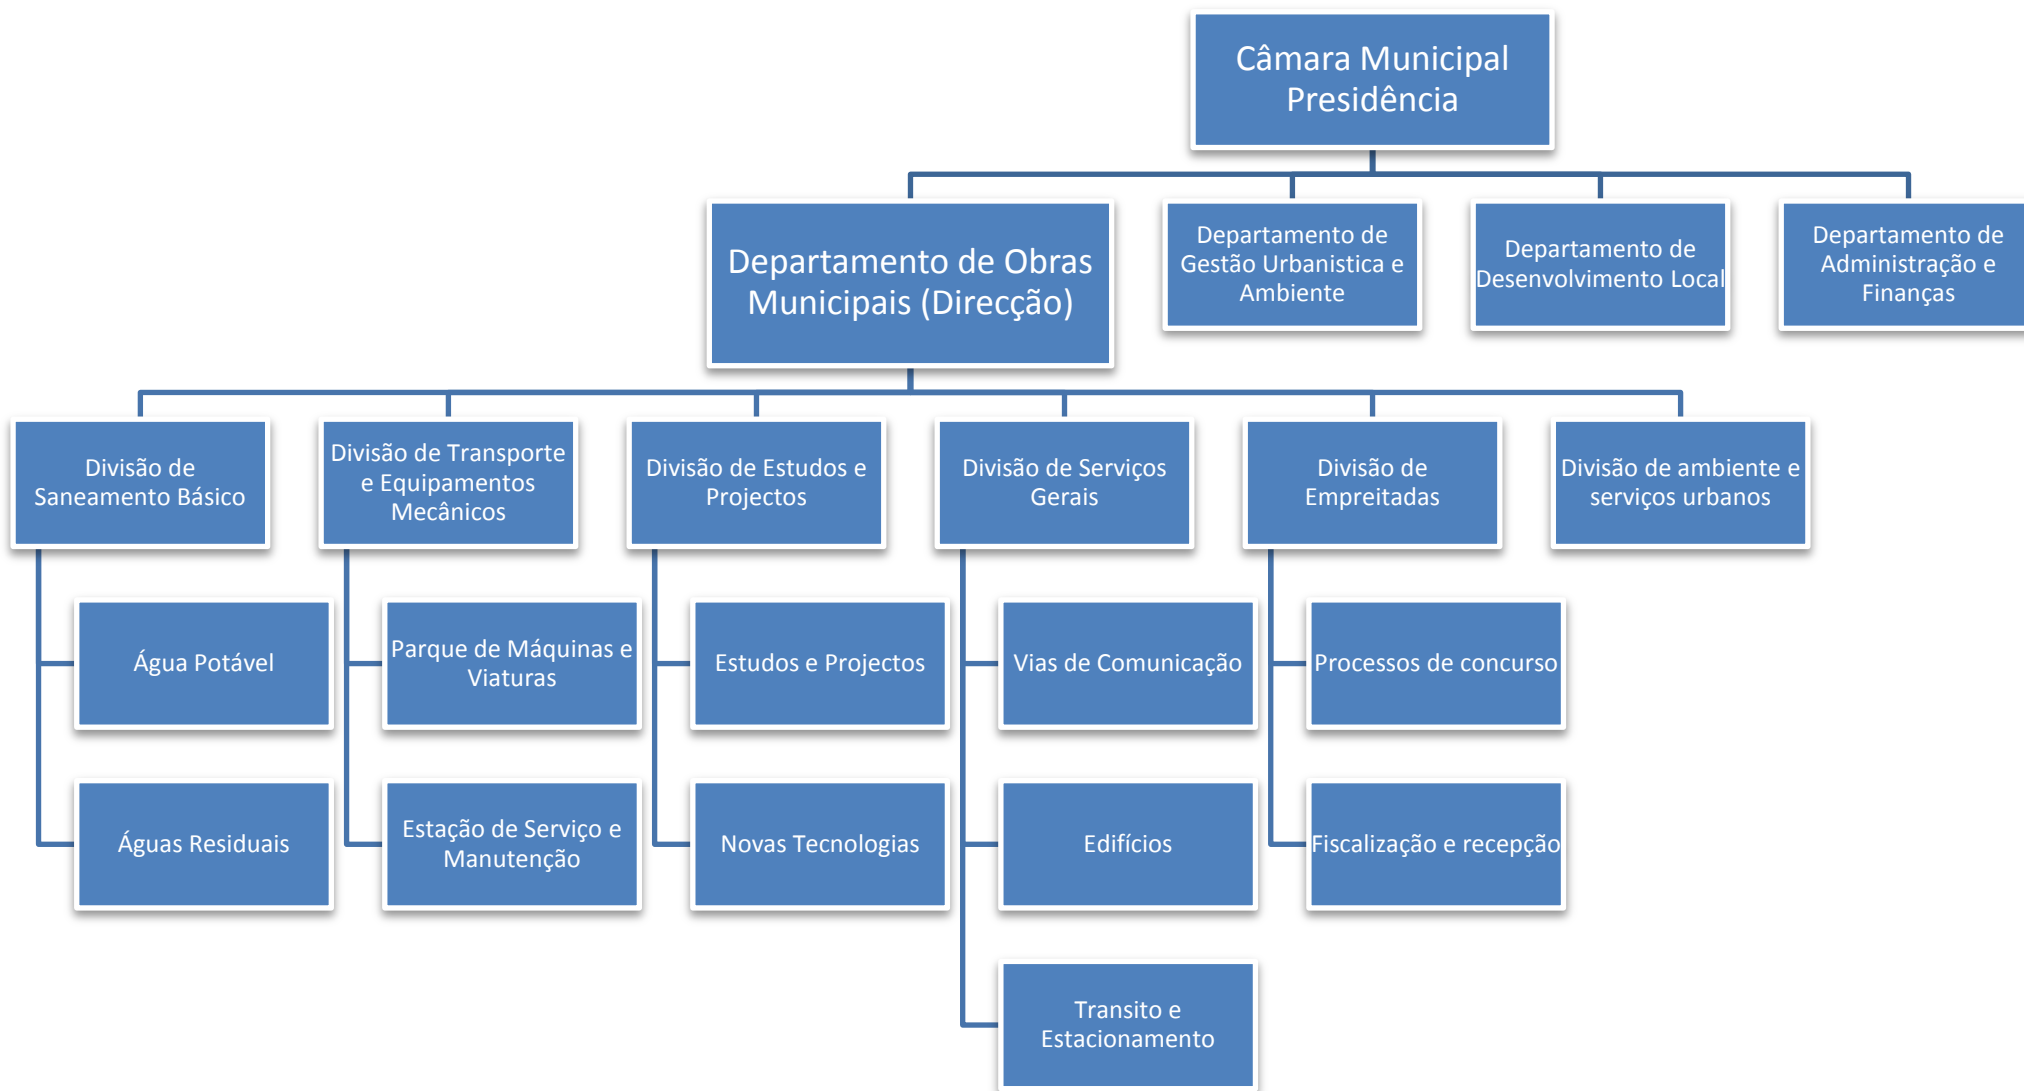 Câmara Municipal
Presidência
Departamento de Obras
Municipais (Direcção)
Departamento de
Gestão Urbanistica e
Ambiente
Departamento de
Desenvolvimento Local
Departamento de
Administração e
Finanças
Divisão de
Saneamento Básico
Divisão de Transporte
e Equipamentos
Mecânicos
Divisão de Estudos e
Projectos
Divisão de Serviços
Gerais
Divisão de
Empreitadas
Divisão de ambiente e
serviços urbanos
Água Potável
Parque de Máquinas e
Viaturas
Estudos e Projectos
Vias de Comunicação
Processos de concurso
Águas Residuais
Estação de Serviço e
Manutenção
Novas Tecnologias
Edifícios
Fiscalização e recepção
Transito e
Estacionamento